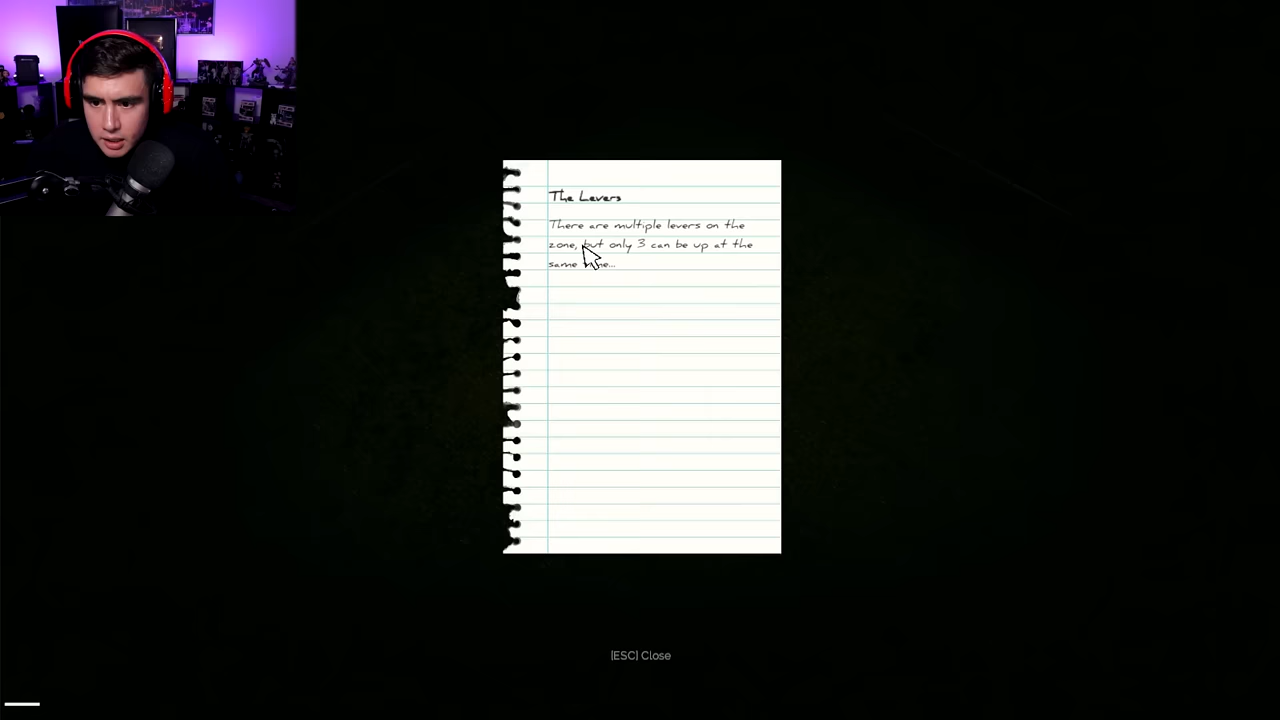 The Levers
There are multiple levers on the
zone, but only 3 can be up at the
same
[ESC] Close